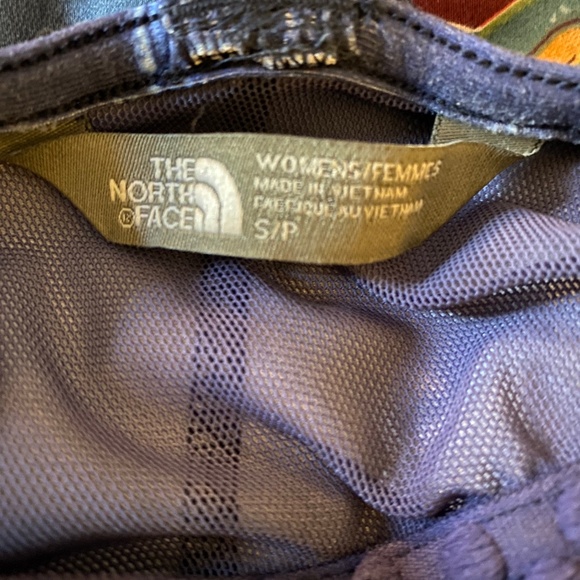 THE
NORTH
FACE
WOMENS/FEMMES
MADE IN VIETNAM
FABRIQUE AU VIETNAM
S/P